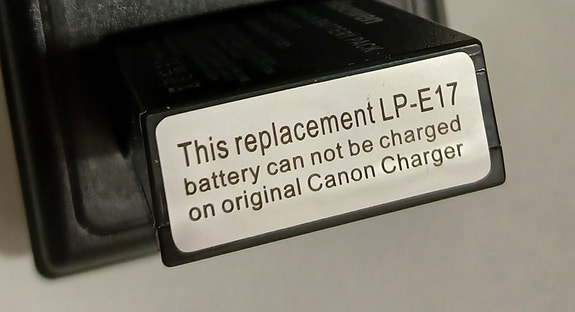 This replacement LP-E17
battery can not be charged
on original Canon Charger